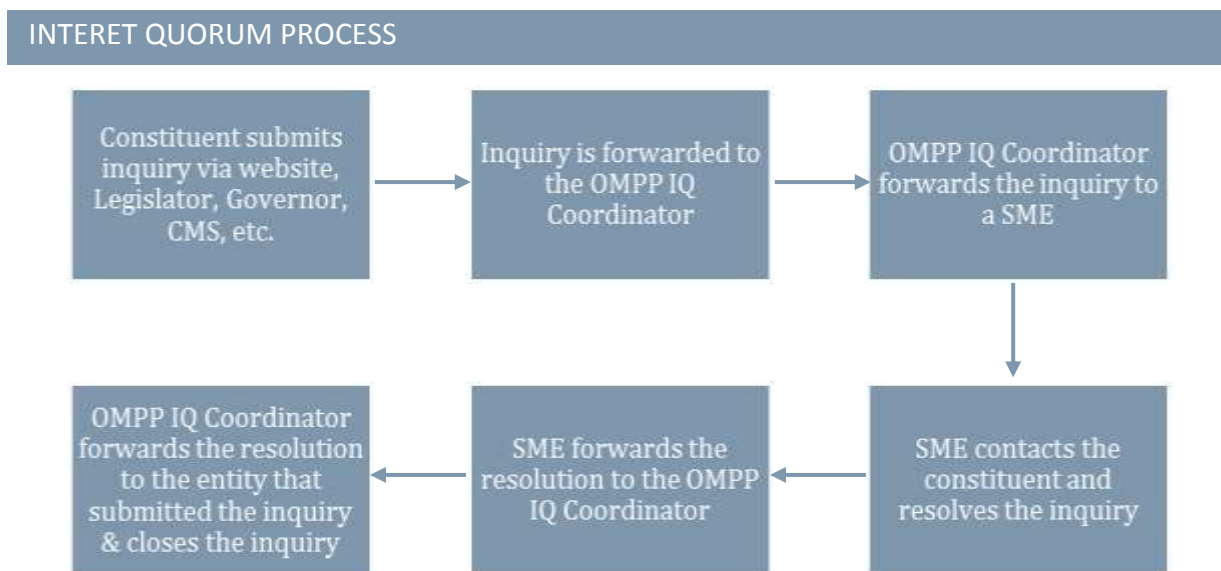 INTERET QUORUM PROCESS
Constituent submits
inquiry via website,
Legislator, Governor,
CMS, etc.
Inquiry is forwarded to
the OMPP IQ
Coordinator
OMPP IQ Coordinator
forwards the inquiry to
a SME
SME contacts the
constituent and
resolves the inquiry
SME forwards the
resolution to the OMPP
IQ Coordinator
OMPP IQ Coordinator
forwards the resolution
to the entity that
submitted the inquiry
& closes the inquiry